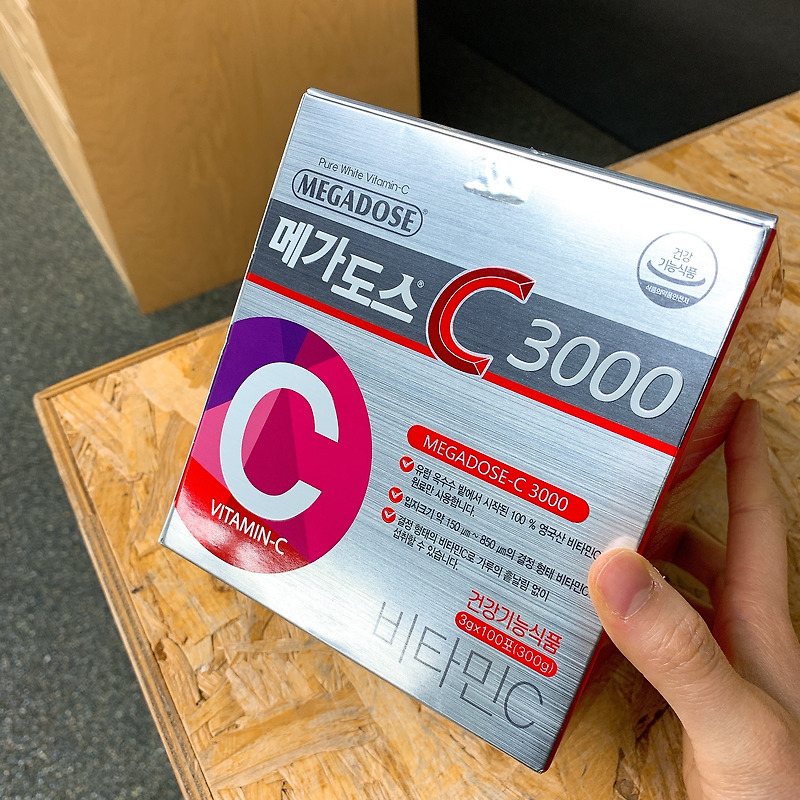 Pure White Vitamin-C
MEGADOSE®
메가도스® C 3000
건강
기능식품
식품의약품안전처
C
VITAMIN-C
MEGADOSE-C 3000
유럽 옥수수 밭에서 시작된 100 % 영국산 비타민C
원료만 사용합니다.
입자크기 약 150㎛~ 850㎛의 결정 형태 비타민C
결정 형태의 비타민C로 가루의 흩날림 없이
섭취할 수 있습니다.
건강기능식품
3g×100포(300g)
비타민C